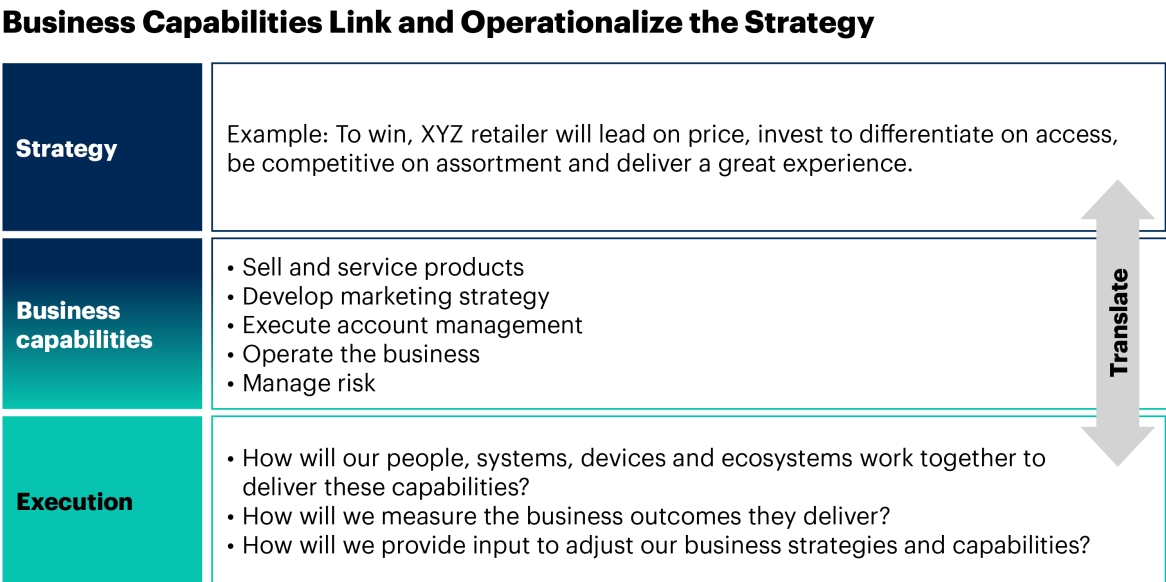 Business Capabilities Link and Operationalize the Strategy
Strategy
Example: To win, XYZ retailer will lead on price, invest to differentiate on access,
be competitive on assortment and deliver a great experience.
Business
capabilities
• Sell and service products
• Develop marketing strategy
• Execute account management
• Operate the business
• Manage risk
Translate
Execution
• How will our people, systems, devices and ecosystems work together to
deliver these capabilities?
• How will we measure the business outcomes they deliver?
• How will we provide input to adjust our business strategies and capabilities?